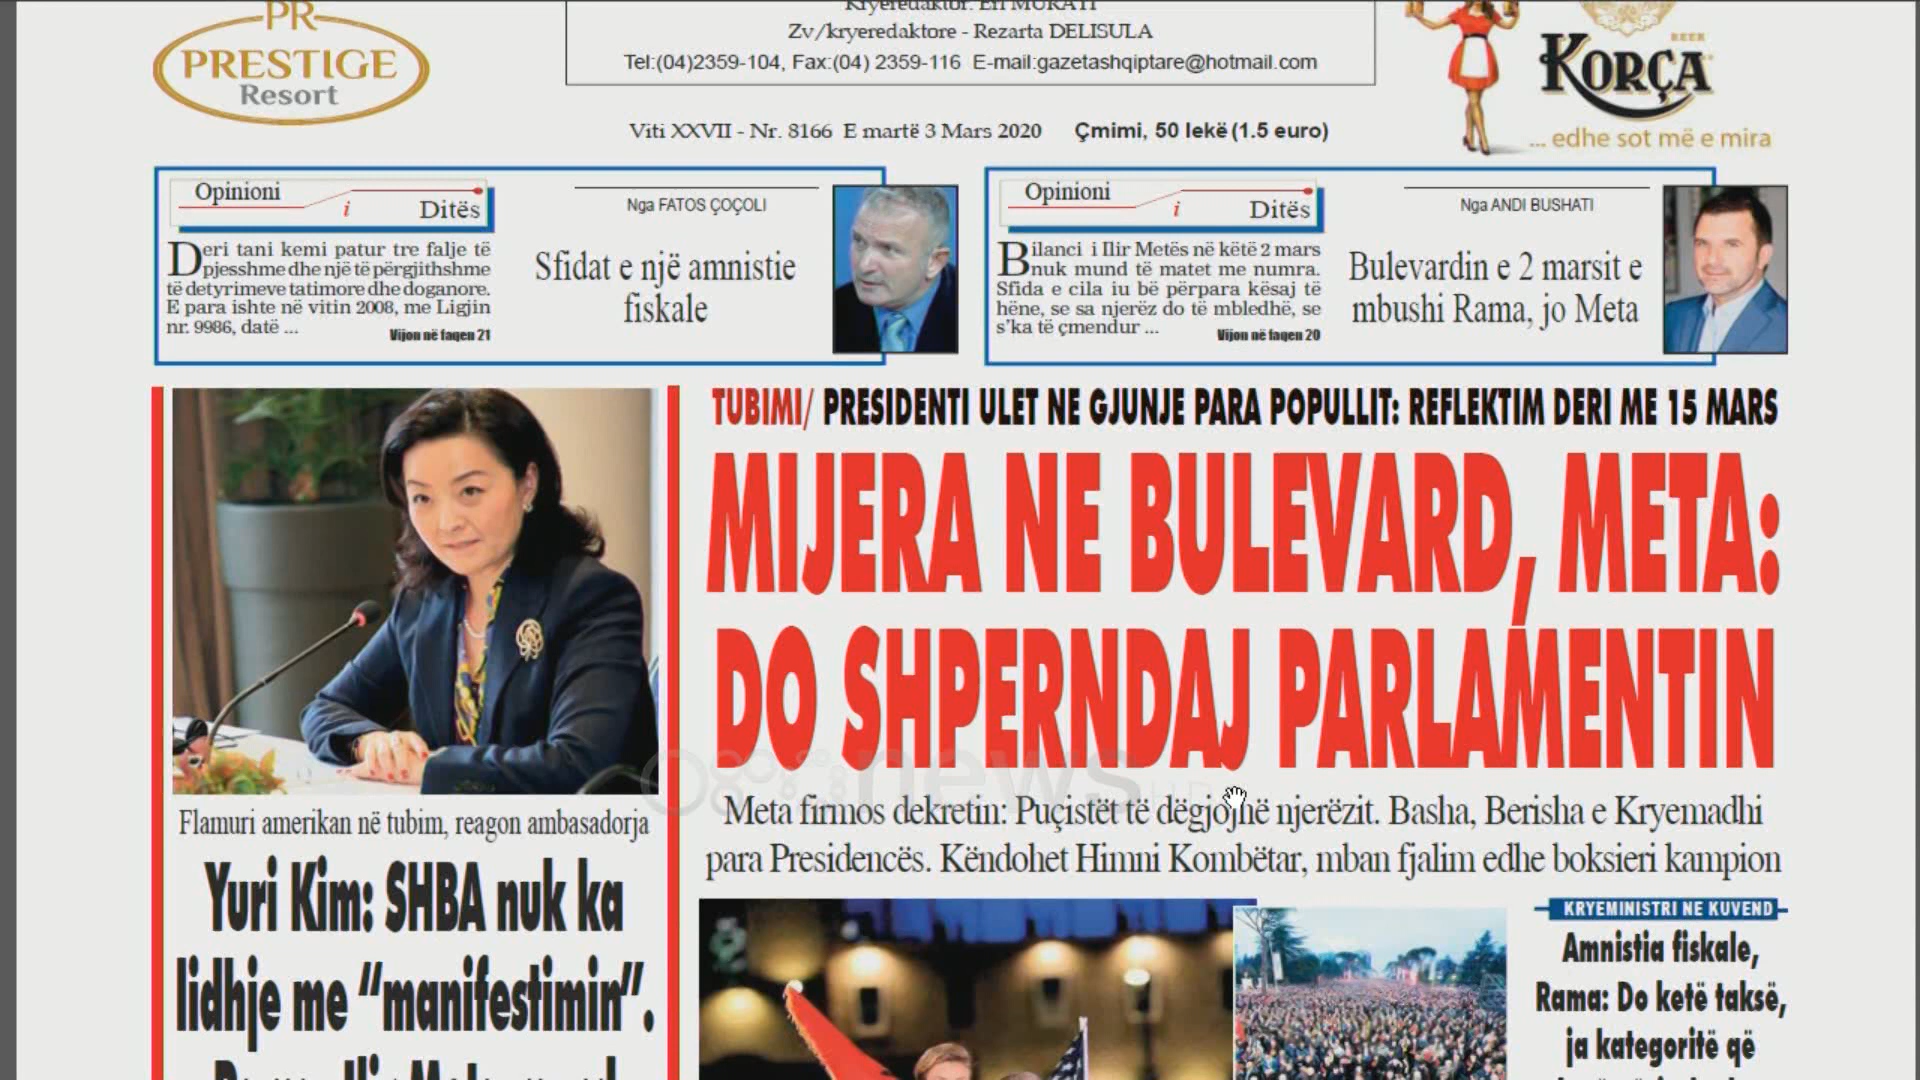 PR
PRESTIGE
Resort
Kryeredaktor: Erl MURATI
Zv/kryeredaktore - Rezarta DELISULA
Tel:(04)2359-104, Fax:(04) 2359-116 E-mail:gazetashqiptare@hotmail.com
BEER
KORÇA
... edhe sot më e mira
Viti XXVII - Nr. 8166 E martë 3 Mars 2020 Çmimi, 50 lekë (1.5 euro)
Opinioni
i
Ditës
Deri tani kemi patur tre falje të
pjesshme dhe një të përgjithshme
të detyrimeve tatimore dhe doganore.
E para ishte në vitin 2008, me Ligjin
nr. 9986, datë ...
Vijon në faqen 21
Nga FATOS ÇOÇOLI
Sfidat e një amnistie
fiskale
Opinioni
i
Ditës
Bilanci i Ilir Metës në këtë 2 mars
nuk mund të matet me numra.
Sfida e cila iu bë përpara kësaj të
hëne, se sa njerëz do të mbledhë, se
s'ka të çmendur ...
Vijon në faqen 20
Nga ANDI BUSHATI
Bulevardin e 2 marsit e
mbushi Rama, jo Meta
TUBIMI/ PRESIDENTI ULET NE GJUNJE PARA POPULLIT: REFLEKTIM DERI ME 15 MARS
MIJERA NE BULEVARD, META:
DO SHPERNDAJ PARLAMENTIN
news
HD
Meta firmos dekretin: Puçistët të dëgjojnë njerëzit. Basha, Berisha e Kryemadhi
para Presidencës. Këndohet Himni Kombëtar, mban fjalim edhe boksieri kampion
Flamuri amerikan në tubim, reagon ambasadorja
Yuri Kim: SHBA nuk ka
lidhje me "manifestimin".
KRYEMINISTRI NE KUVEND
Amnistia fiskale,
Rama: Do ketë taksë,
ja kategoritë që